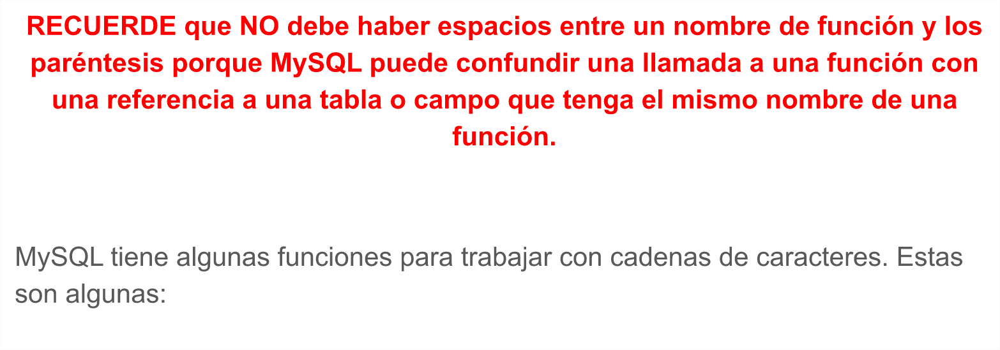 RECUERDE que NO debe haber espacios entre un nombre de función y los
paréntesis porque MySQL puede confundir una llamada a una función con
una referencia a una tabla o campo que tenga el mismo nombre de una
función.
MySQL tiene algunas funciones para trabajar con cadenas de caracteres. Estas
son algunas: